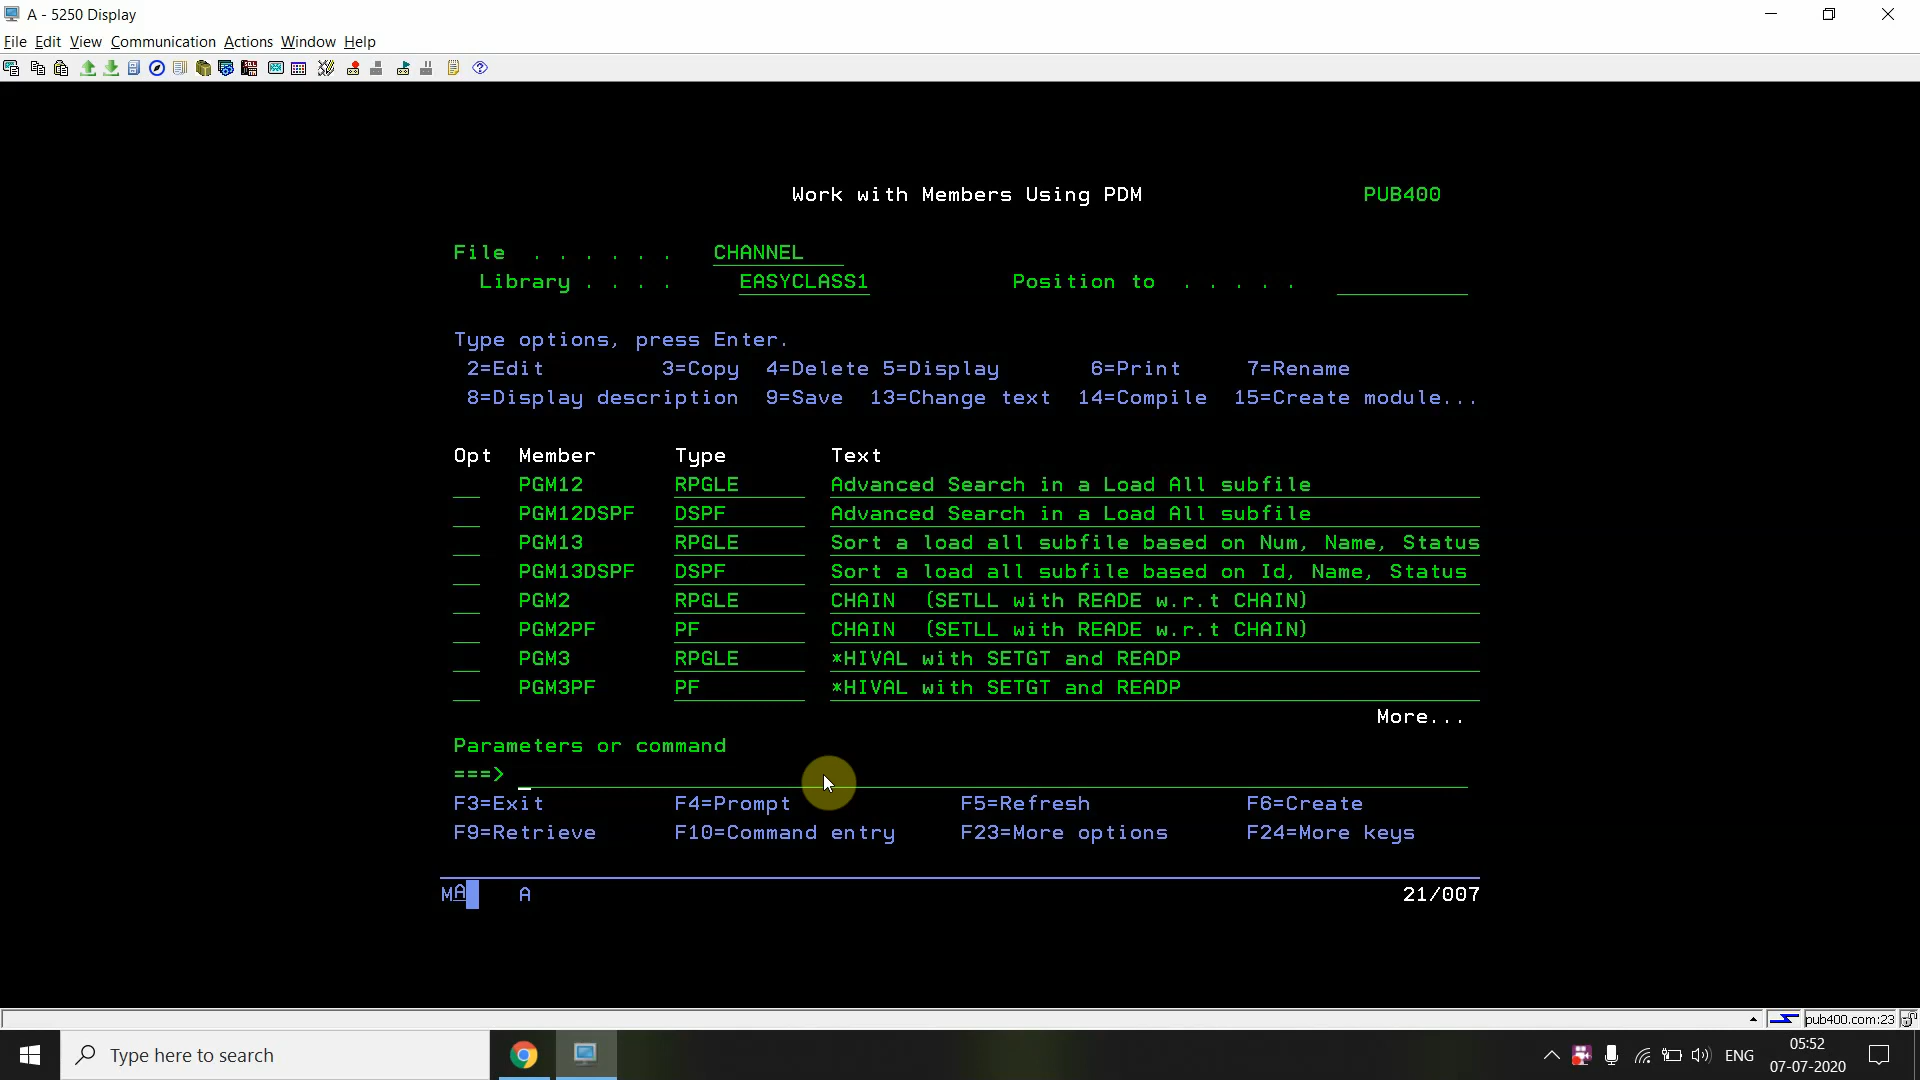 A - 5250 Display
File Edit View Communication Actions Window Help
Work with Members Using PDM PUB400
File . . . . . . CHANNEL
Library . . . . EASYCLASS1 Position to . . . . .
Type options, press Enter.
2=Edit 3=Copy 4=Delete 5=Display 6=Print 7=Rename
8=Display description 9=Save 13=Change text 14=Compile 15=Create module...
Opt Member Type Text
PGM12 RPGLE Advanced Search in a Load All subfile
PGM12DSPF DSPF Advanced Search in a Load All subfile
PGM13 RPGLE Sort a load all subfile based on Num, Name, Status
PGM13DSPF DSPF Sort a load all subfile based on Id, Name, Status
PGM2 RPGLE CHAIN (SETLL with READE w.r.t CHAIN)
PGM2PF PF CHAIN (SETLL with READE w.r.t CHAIN)
PGM3 RPGLE *HIVAL with SETGT and READP
PGM3PF PF *HIVAL with SETGT and READP
More...
Parameters or command
===>
F3=Exit F4=Prompt F5=Refresh F6=Create
F9=Retrieve F10=Command entry F23=More options F24=More keys
MA A 21/007
pub400.com:23
Type here to search
ENG
05:52
07-07-2020